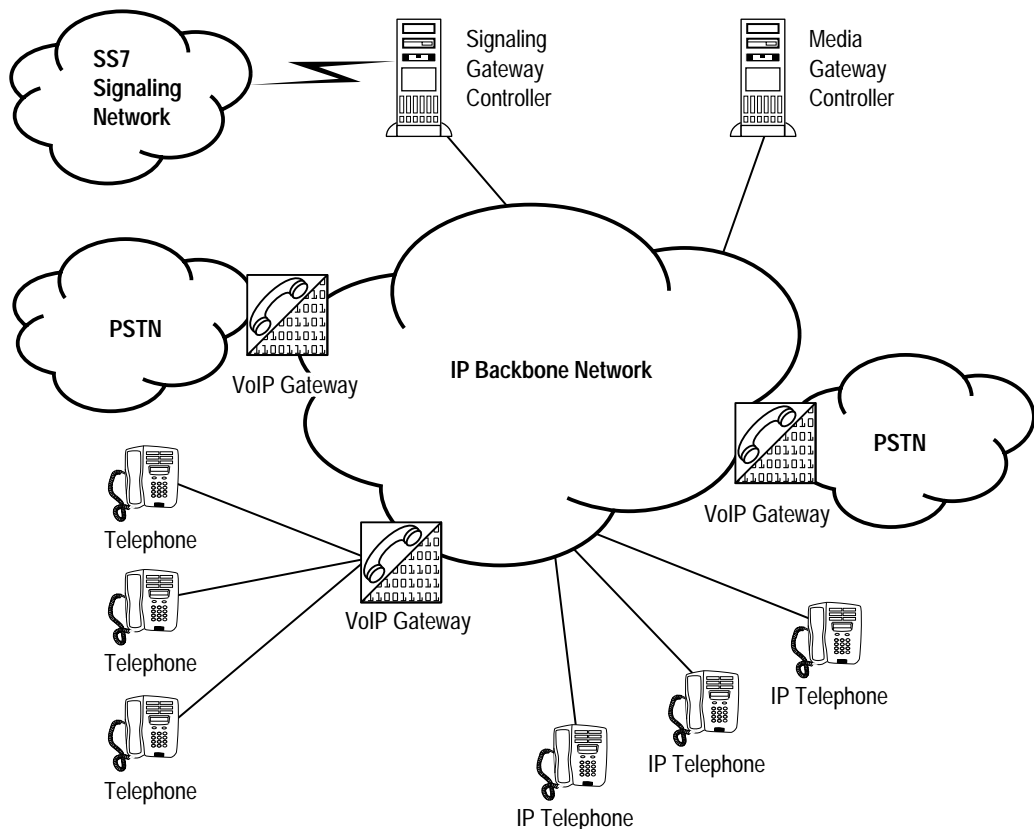 SS7
Signaling
Network
Signaling
Gateway
Controller
Media
Gateway
Controller
PSTN
VoIP Gateway
IP Backbone Network
PSTN
VoIP Gateway
Telephone
VoIP Gateway
Telephone
IP Telephone
IP Telephone
Telephone
IP Telephone